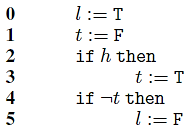 0 l := T
1 t := F
2 if h then
3 t := T
4 if ¬t then
5 l := F